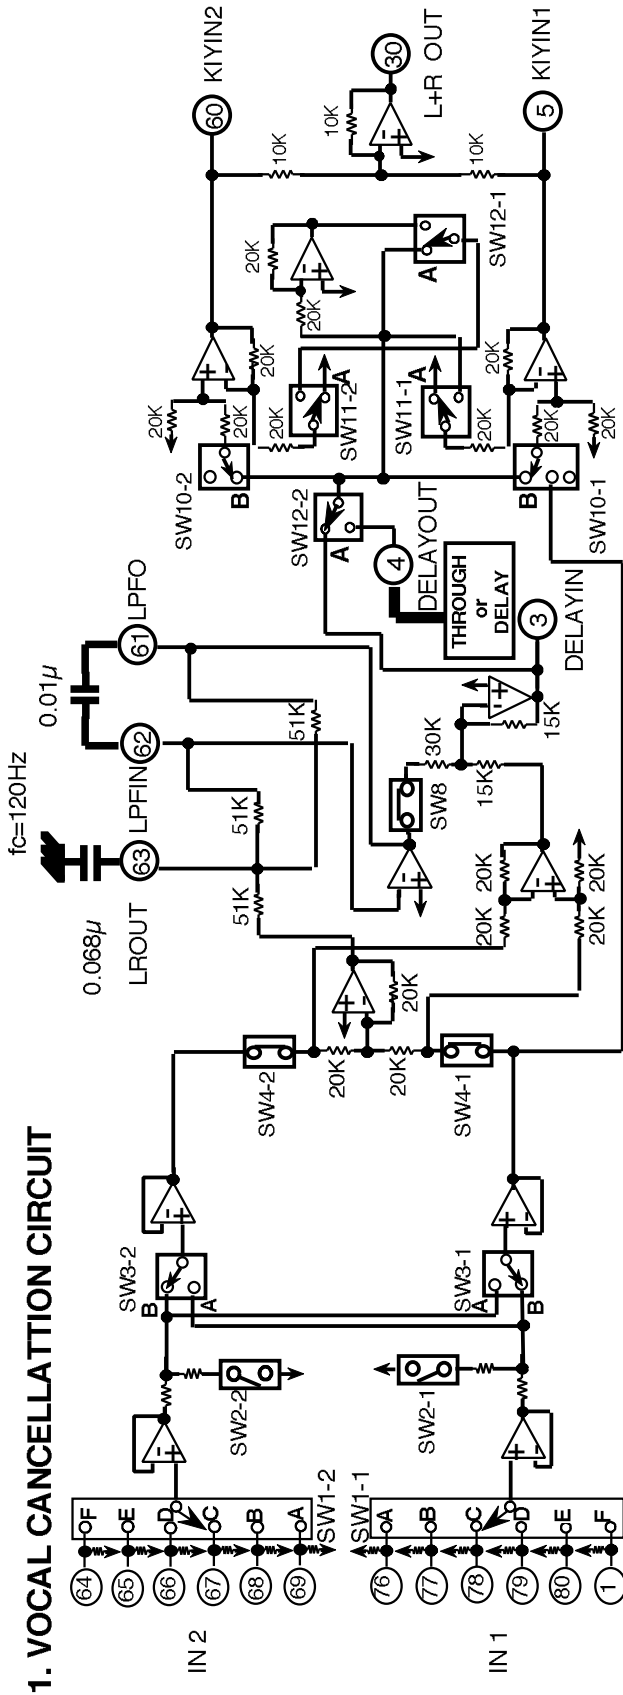 1. VOCAL CANCELLATTION CIRCUIT
IN 2
64
65
66
67
68
69
F
E
D
C
B
A
SW1-2
IN 1
76
77
78
79
80
1
A
B
C
D
E
F
SW1-1
SW2-2
SW2-1
SW3-2
B
A
SW3-1
A
B
SW4-2
20K
20K
20K
SW4-1
0.068μ
fc=120Hz
0.01μ
LROUT
63
LPFIN
62
LPFO
61
51K
51K
51K
SW8
30K
15K
15K
20K
20K
20K
20K
DELAYIN
3
THROUGH
or
DELAY
DELAYOUT
4
SW12-2
A
SW10-2
B
SW10-1
B
20K
20K
20K
20K
SW11-2
A
SW11-1
A
20K
20K
20K
20K
20K
20K
SW12-1
A
10K
10K
10K
KIYIN2
60
L+R OUT
30
KIYIN1
5